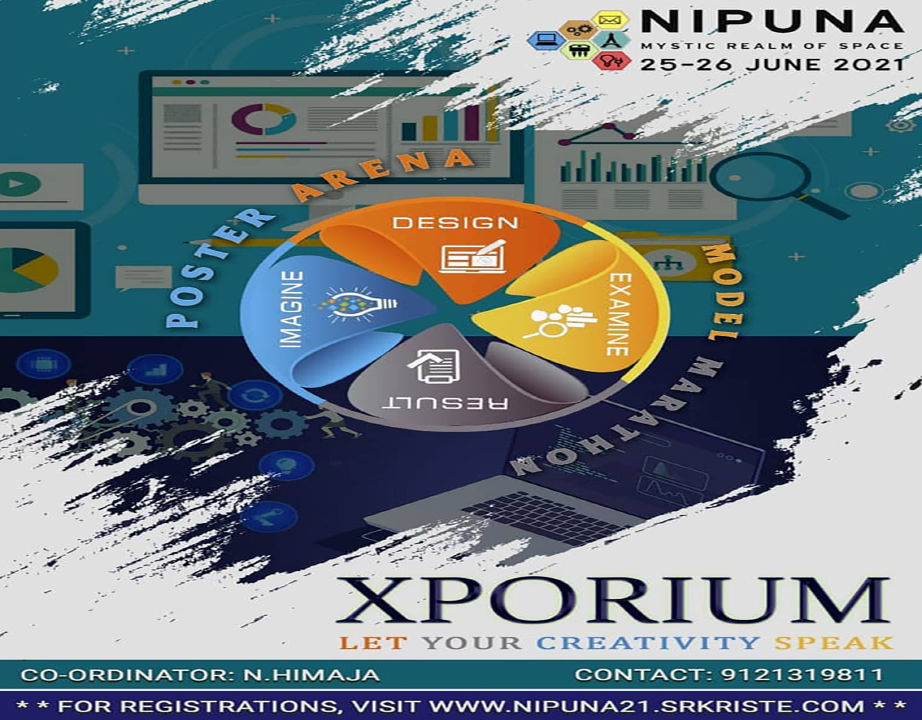 NIPUNA
MYSTIC REALM OF SPACE
25-26 JUNE 2021
POSTER ARENA
MODEL MARATHON
DESIGN
EXAMINE
IMAGINE
RESULT
XPORIUM
LET YOUR CREATIVITY SPEAK
CO-ORDINATOR: N.HIMAJA
CONTACT: 9121319811
* * FOR REGISTRATIONS, VISIT WWW.NIPUNA21.SRKRISTE.COM * *